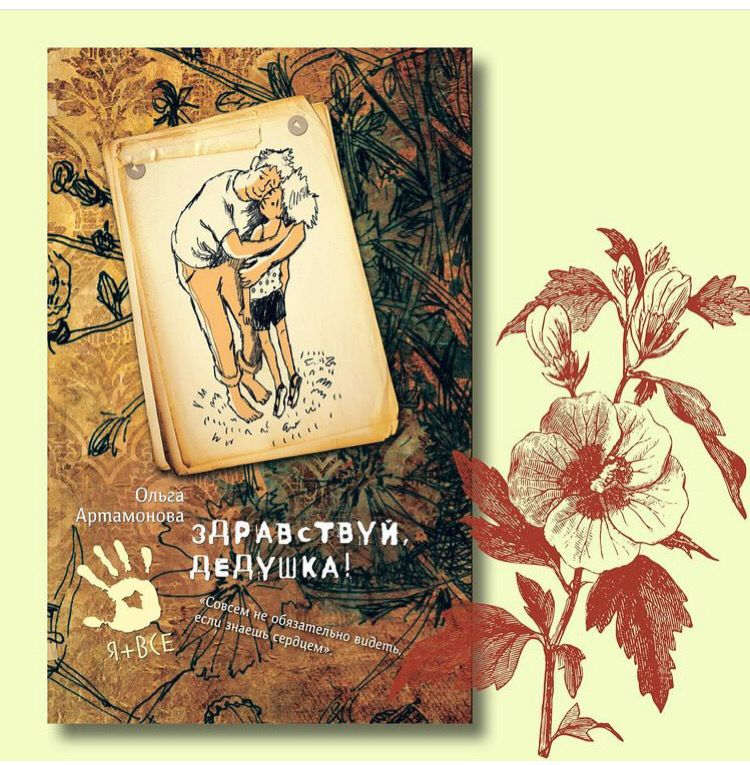 Ольга
Артамонова
здравствуй,
дедушка!
«Совсем не обязательно видеть,
если знаешь сердцем».
Я+ВСЕ